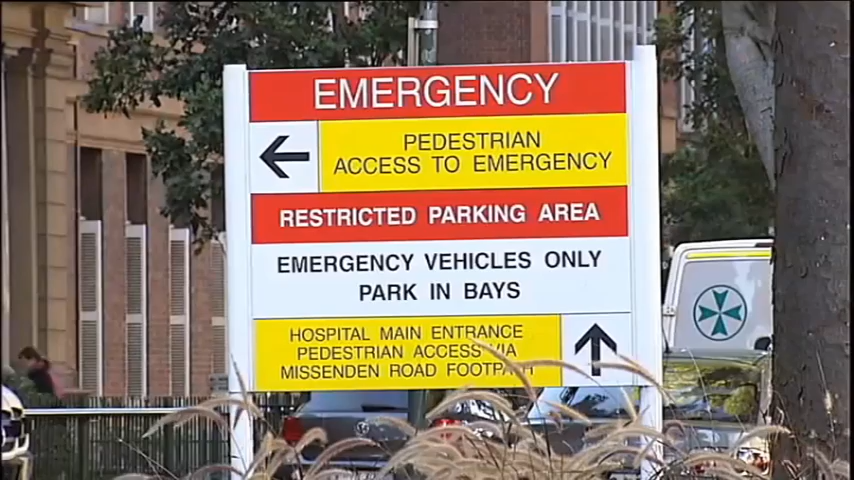 EMERGENCY
PEDESTRIAN
ACCESS TO EMERGENCY
RESTRICTED PARKING AREA
EMERGENCY VEHICLES ONLY
PARK IN BAYS
HOSPITAL MAIN ENTRANCE
PEDESTRIAN ACCESS VIA
MISSENDEN ROAD FOOTPATH